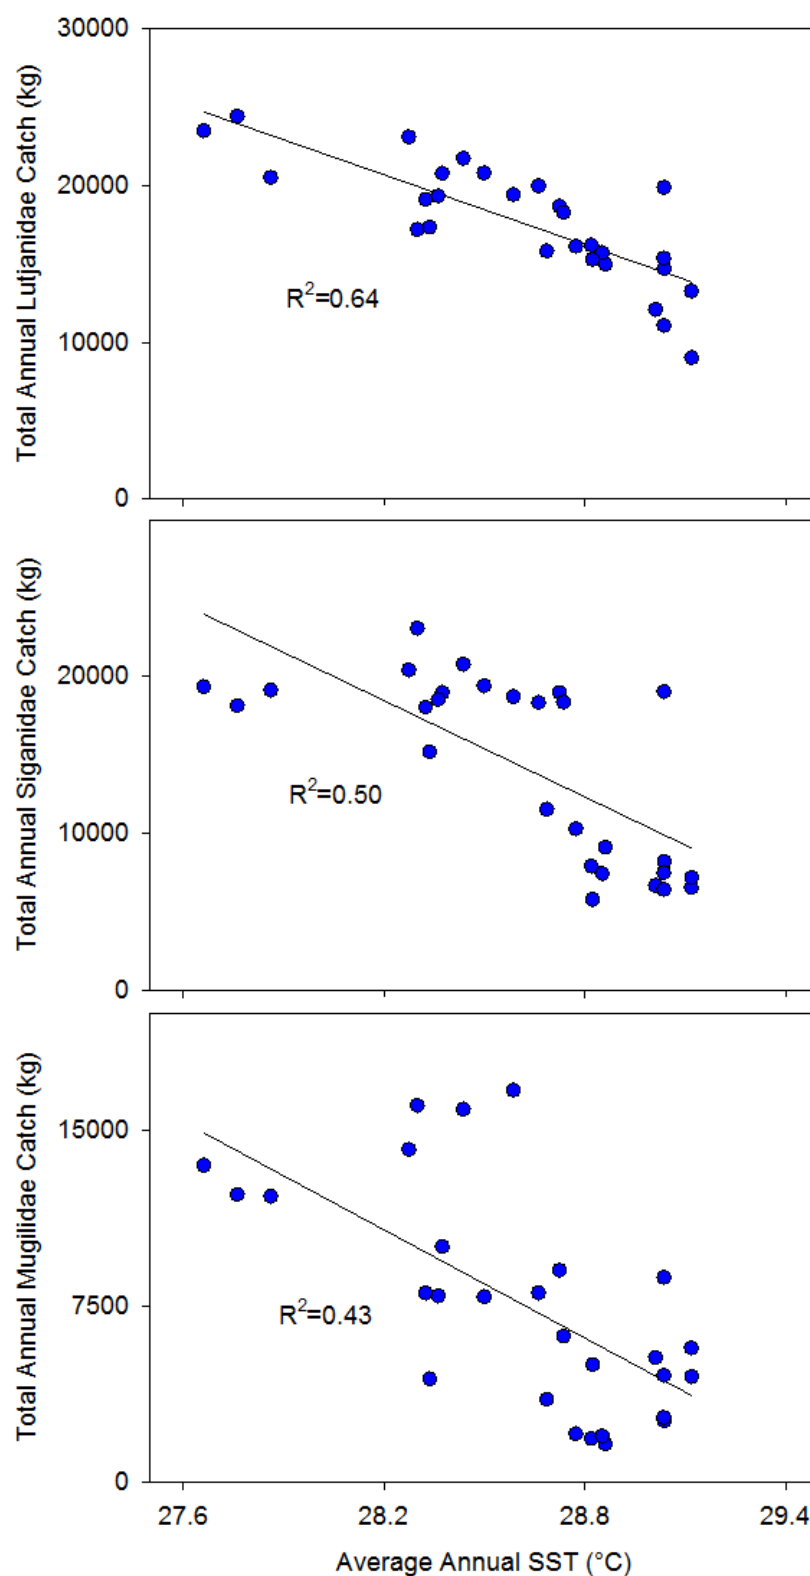 30000
20000
10000
0
Total Annual Lutjanidae Catch (kg)
R²=0.64
20000
10000
0
Total Annual Siganidae Catch (kg)
R²=0.50
15000
7500
0
Total Annual Mugilidae Catch (kg)
R²=0.43
27.6 28.2 28.8 29.4
Average Annual SST (°C)